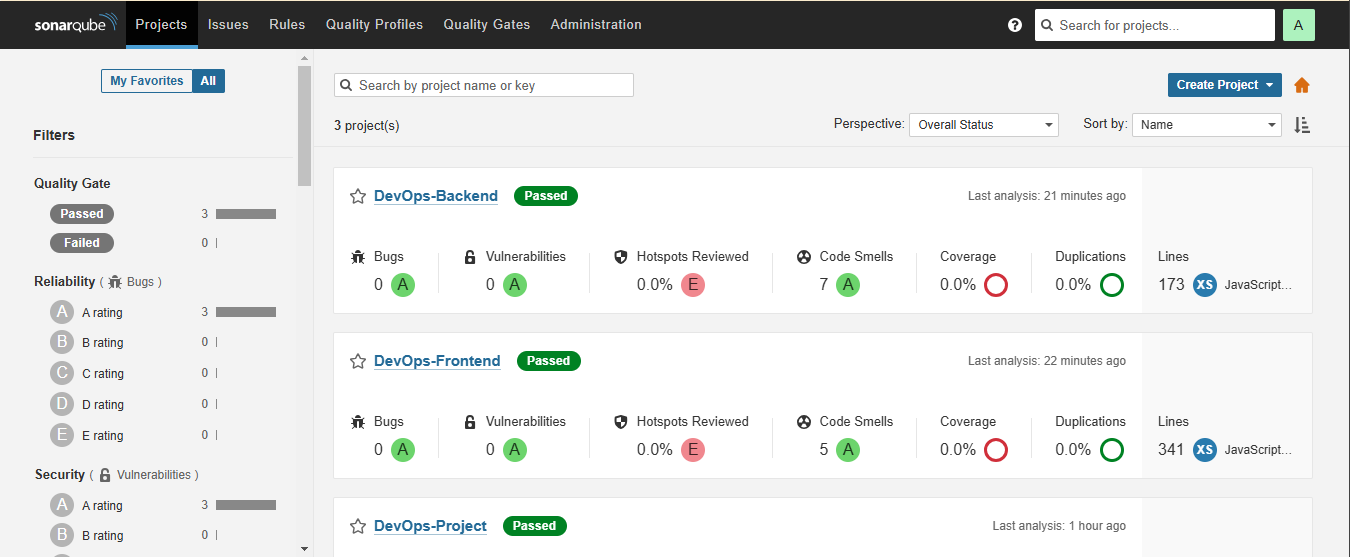 sonarqube Projects Issues Rules Quality Profiles Quality Gates Administration ? Search for projects... A
My Favorites All
Filters
Quality Gate
Passed 3
Failed 0
Reliability ( Bugs )
A A rating 3
B B rating 0
C C rating 0
D D rating 0
E E rating 0
Security ( Vulnerabilities )
A A rating 3
B B rating 0
Search by project name or key Create Project
3 project(s) Perspective: Overall Status Sort by: Name
DevOps-Backend Passed Last analysis: 21 minutes ago
Bugs Vulnerabilities Hotspots Reviewed Code Smells Coverage Duplications Lines
0 A 0 A 0.0% E 7 A 0.0% 0.0% 173 XS JavaScript...
DevOps-Frontend Passed Last analysis: 22 minutes ago
Bugs Vulnerabilities Hotspots Reviewed Code Smells Coverage Duplications Lines
0 A 0 A 0.0% E 5 A 0.0% 0.0% 341 XS JavaScript...
DevOps-Project Passed Last analysis: 1 hour ago